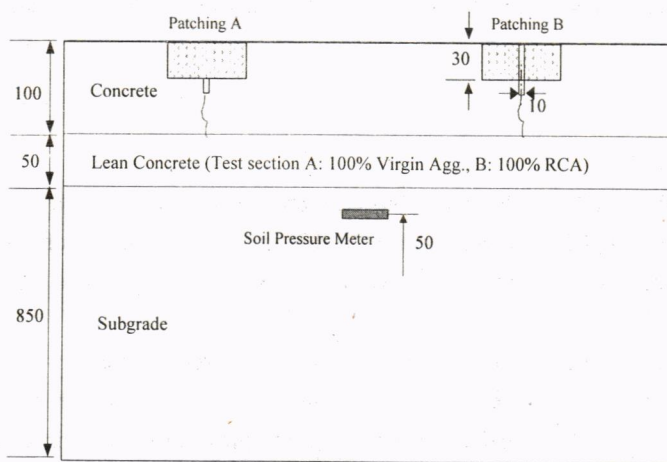 Patching A
Patching B
30
100
Concrete
10
50
Lean Concrete (Test section A: 100% Virgin Agg., B: 100% RCA)
Soil Pressure Meter
50
850
Subgrade